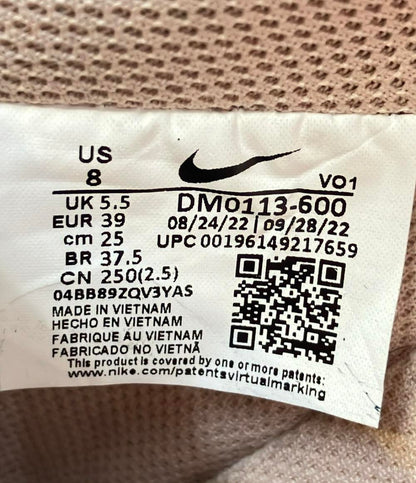 US
8
VO1
UK 5.5
EUR 39
cm 25
BR 37.5
CN 250(2.5)
04BB89ZQV3YAS
DM0113-600
08/24/22 | 09/28/22
UPC 00196149217659
MADE IN VIETNAM
HECHO EN VIETNAM
FABRIQUE AU VIETNAM
FABRICADO NO VIETNÃ
This product is covered by one or more patents:
www.nike.com/patentsvirtualmarking